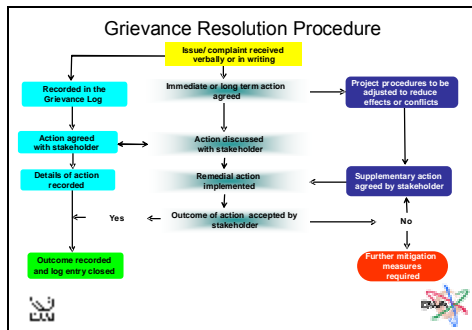 Grievance Resolution Procedure
Issue/ complaint received
verbally or in writing
Recorded in the
Grievance Log
Immediate or long term action
agreed
Project procedures to be
adjusted to reduce
effects or conflicts
Action agreed
with stakeholder
Action discussed
with stakeholder
Details of action
recorded
Remedial action
implemented
Supplementary action
agreed by stakeholder
Yes
Outcome of action accepted by
stakeholder
No
Outcome recorded
and log entry closed
Further mitigation
measures
required